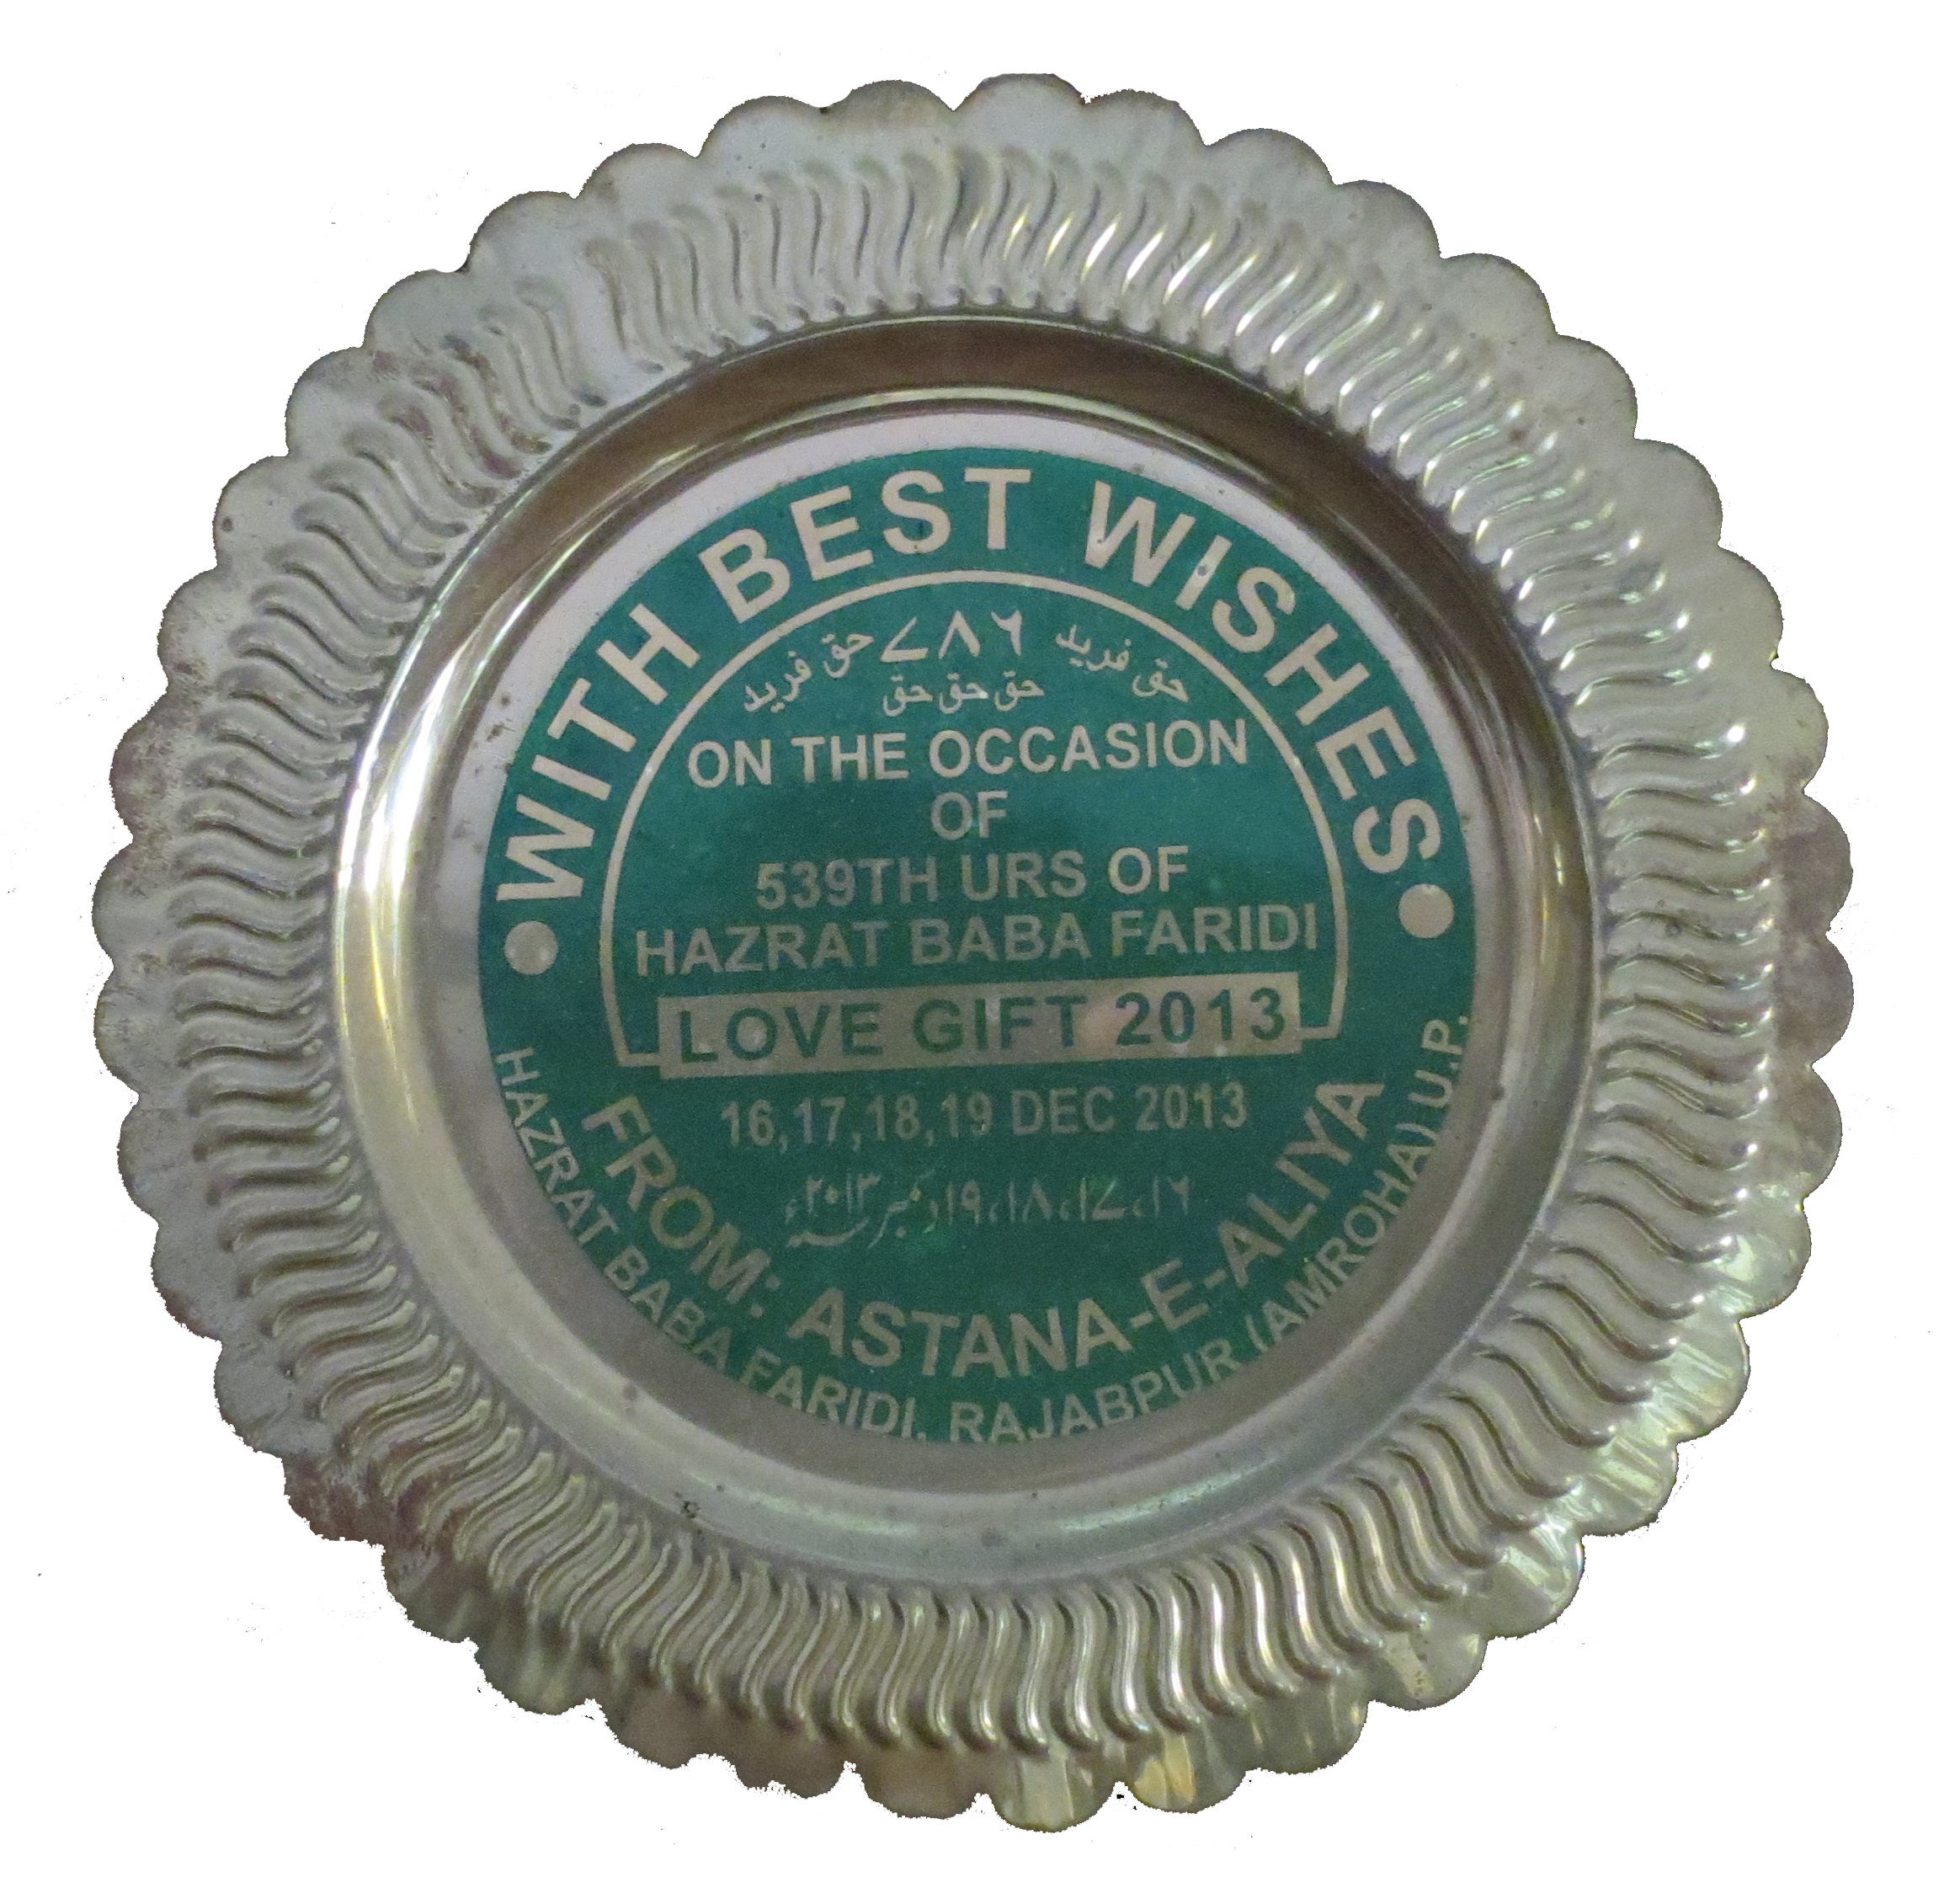 WITH BEST WISHES
حق فرید ۷۸۶ حق فرید
حق حق حق
ON THE OCCASION
OF
539TH URS OF
HAZRAT BABA FARIDI
LOVE GIFT 2013
16,17,18,19 DEC 2013
۱۶،۱۷،۱۸،۱۹دسمبر ۲۰۱۳ء
FROM: ASTANA-E-ALIYA
HAZRAT BABA FARIDI, RAJABPUR (AMROHA) U.P.